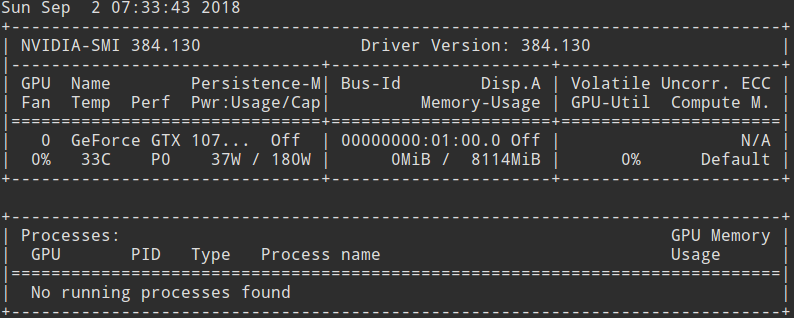 Sun Sep  2 07:33:43 2018
+-----------------------------------------------------------------------------+
| NVIDIA-SMI 384.130                Driver Version: 384.130                   |
|-------------------------------+----------------------+----------------------+
| GPU  Name        Persistence-M| Bus-Id        Disp.A | Volatile Uncorr. ECC |
| Fan  Temp  Perf  Pwr:Usage/Cap|         Memory-Usage | GPU-Util  Compute M. |
|===============================+======================+======================|
|   0  GeForce GTX 107...  Off  | 00000000:01:00.0 Off |                  N/A |
|  0%   33C    P0    37W / 180W |      0MiB /  8114MiB |      0%      Default |
+-------------------------------+----------------------+----------------------+

+-----------------------------------------------------------------------------+
| Processes:                                                       GPU Memory |
|  GPU       PID   Type   Process name                             Usage      |
|=============================================================================|
|  No running processes found                                                 |
+-----------------------------------------------------------------------------+